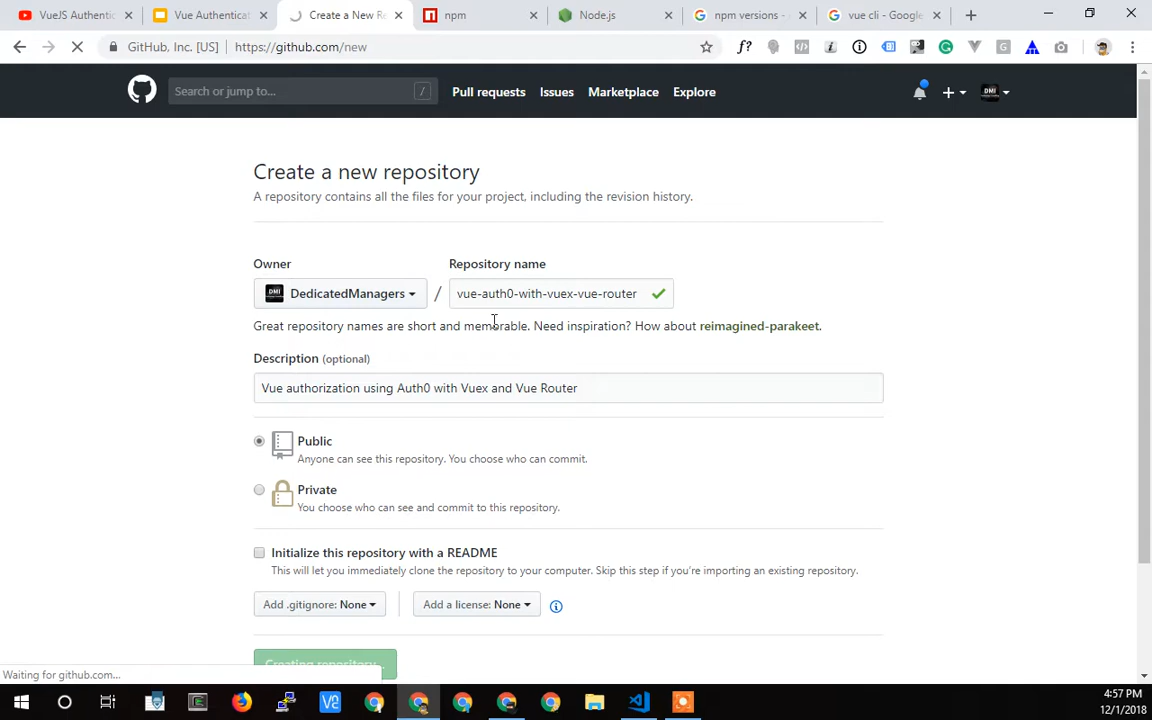 VueJS Authentic
Vue Authenticat
Create a New Re
npm
Node.js
npm versions -
vue cli - Google
GitHub, Inc. [US]
https://github.com/new
f?
Search or jump to...
/
Pull requests
Issues
Marketplace
Explore
Create a new repository
A repository contains all the files for your project, including the revision history.
Owner
Repository name
DMI DedicatedManagers
/
vue-auth0-with-vuex-vue-router
Great repository names are short and memorable. Need inspiration? How about reimagined-parakeet.
Description (optional)
Vue authorization using Auth0 with Vuex and Vue Router
Public
Anyone can see this repository. You choose who can commit.
Private
You choose who can see and commit to this repository.
Initialize this repository with a README
This will let you immediately clone the repository to your computer. Skip this step if you're importing an existing repository.
Add .gitignore: None
Add a license: None
Creating repository...
Waiting for github.com...
4:57 PM
12/1/2018